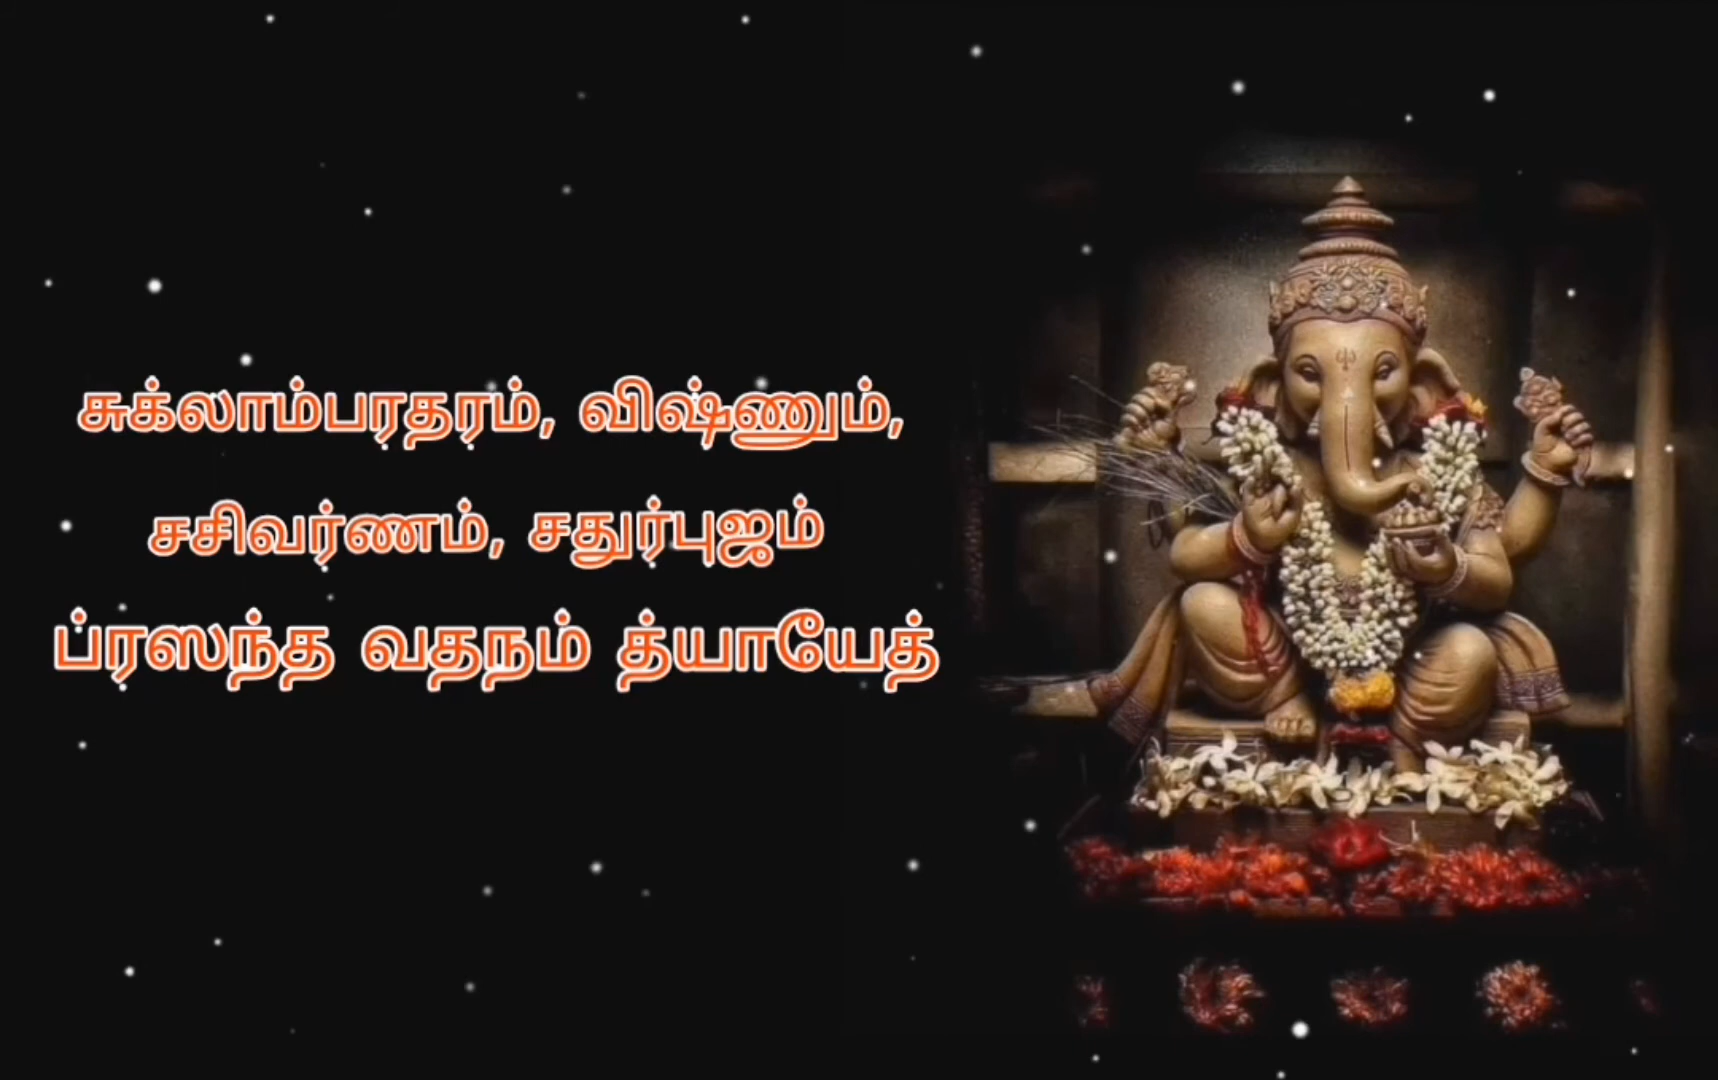 சுக்லாம்பரதரம், விஷ்ணும்,
சசிவர்ணம், சதுர்புஜம்
ப்ரஸந்த வதநம் த்யாயேத்